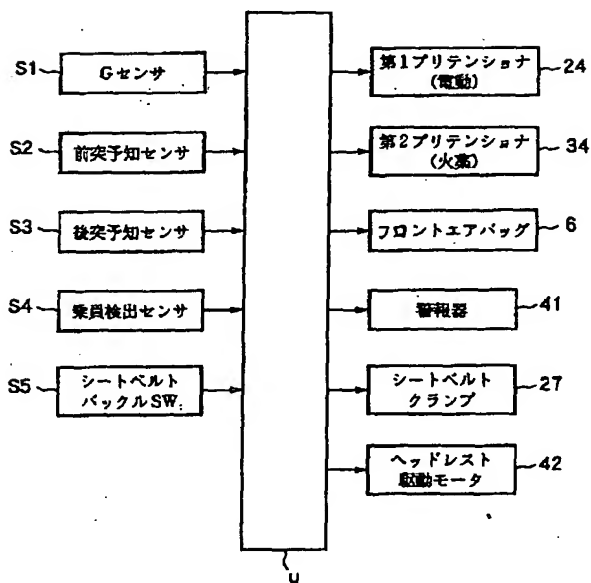 S1
Gセンサ
S2
前突予知センサ
S3
後突予知センサ
S4
乗員検出センサ
S5
シートベルト
バックルSW.
第1プリテンショナ
(電動)
24
第2プリテンショナ
(火薬)
34
フロントエアバッグ
6
警報器
41
シートベルト
クランプ
27
ヘッドレスト
駆動モータ
42
U